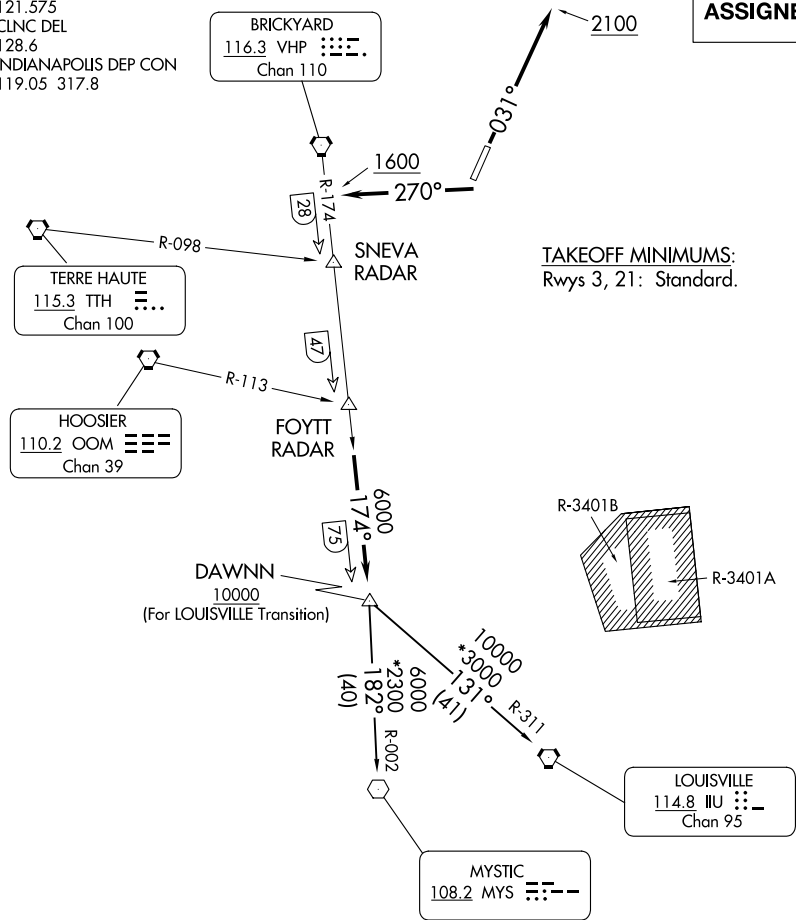 121.575
CLNC DEL
128.6
INDIANAPOLIS DEP CON
119.05 317.8
BRICKYARD
116.3 VHP
Chan 110
2100
031°
1600
270°
R-174
28
R-098
SNEVA
RADAR
TAKEOFF MINIMUMS:
Rwys 3, 21: Standard.
TERRE HAUTE
115.3 TTH
Chan 100
47
R-113
HOOSIER
110.2 OOM
Chan 39
FOYTT
RADAR
6000
174°
75
R-3401B
R-3401A
DAWNN
10000
(For LOUISVILLE Transition)
6000
*2300
182°
(40)
R-002
10000
*3000
131°
(41)
R-311
LOUISVILLE
114.8 IIU
Chan 95
MYSTIC
108.2 MYS